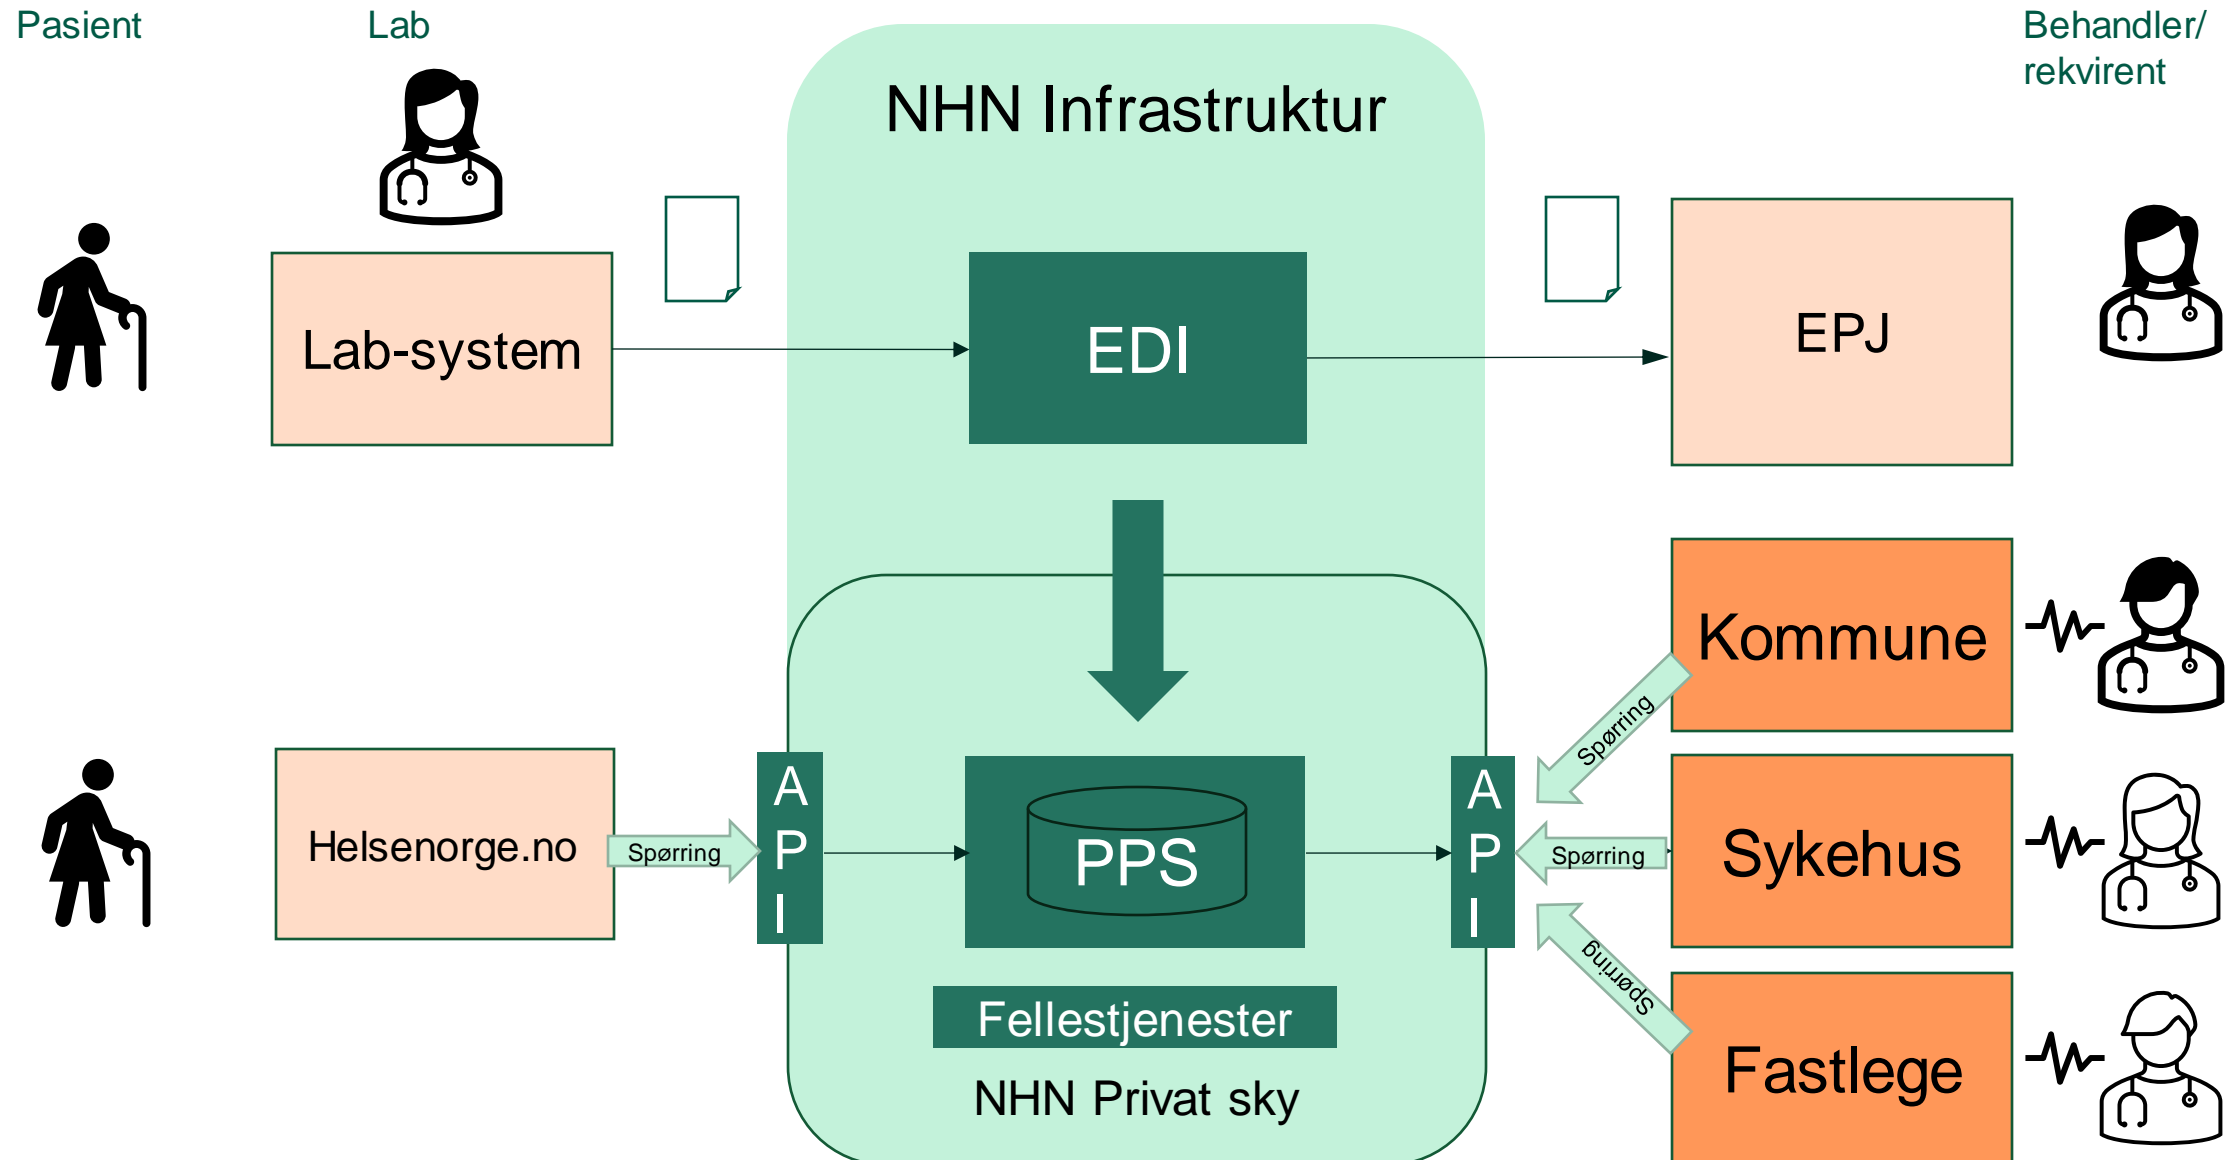 Pasient
Lab
Behandler/
rekvirent
NHN Infrastruktur
Lab-system
EDI
EPJ
Kommune
Spørring
Helsenorge.no
Spørring
A
P
I
PPS
A
P
I
Spørring
Sykehus
Spørring
Fellestjenester
Fastlege
NHN Privat sky